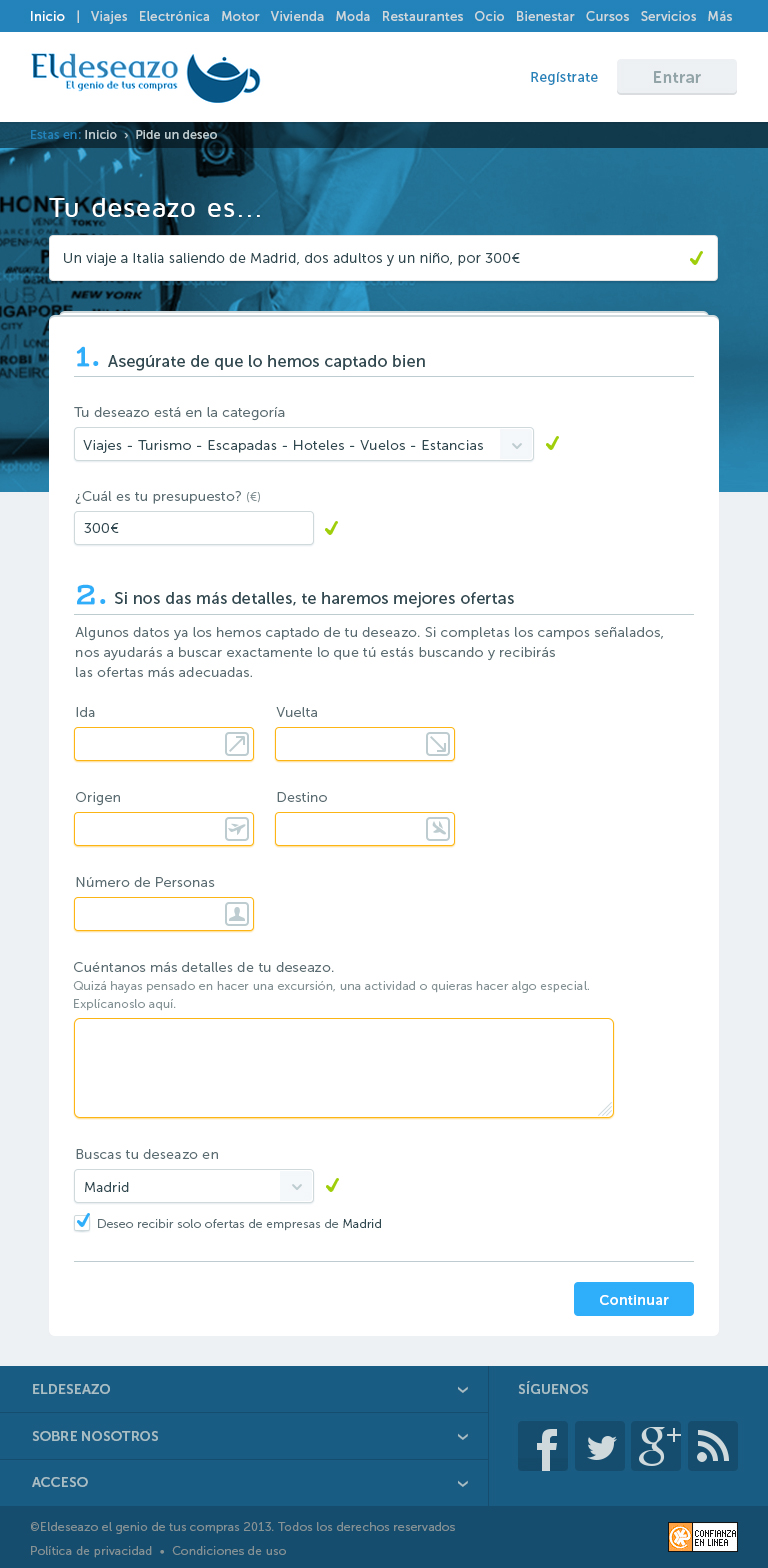 Inicio | Viajes Electrónica Motor Vivienda Moda Restaurantes Ocio Bienestar Cursos Servicios Más
Eldeseazo
El genio de tus compras
Regístrate
Entrar
Estas en: Inicio › Pide un deseo
HONG KONG
VENICE TOKYO
COPENHAGEN
NEW YORK
Tu deseazo es...
Un viaje a Italia saliendo de Madrid, dos adultos y un niño, por 300€
1. Asegúrate de que lo hemos captado bien
Tu deseazo está en la categoría
Viajes - Turismo - Escapadas - Hoteles - Vuelos - Estancias
¿Cuál es tu presupuesto? (€)
300€
2. Si nos das más detalles, te haremos mejores ofertas
Algunos datos ya los hemos captado de tu deseazo. Si completas los campos señalados,
nos ayudarás a buscar exactamente lo que tú estás buscando y recibirás
las ofertas más adecuadas.
Ida
Vuelta
Origen
Destino
Número de Personas
Cuéntanos más detalles de tu deseazo.
Quizá hayas pensado en hacer una excursión, una actividad o quieras hacer algo especial.
Explícanoslo aquí.
Buscas tu deseazo en
Madrid
Deseo recibir solo ofertas de empresas de Madrid
Continuar
ELDESEAZO
SOBRE NOSOTROS
ACCESO
SÍGUENOS
©Eldeseazo el genio de tus compras 2013. Todos los derechos reservados
Política de privacidad • Condiciones de uso
CONFIANZA
EN LINEA